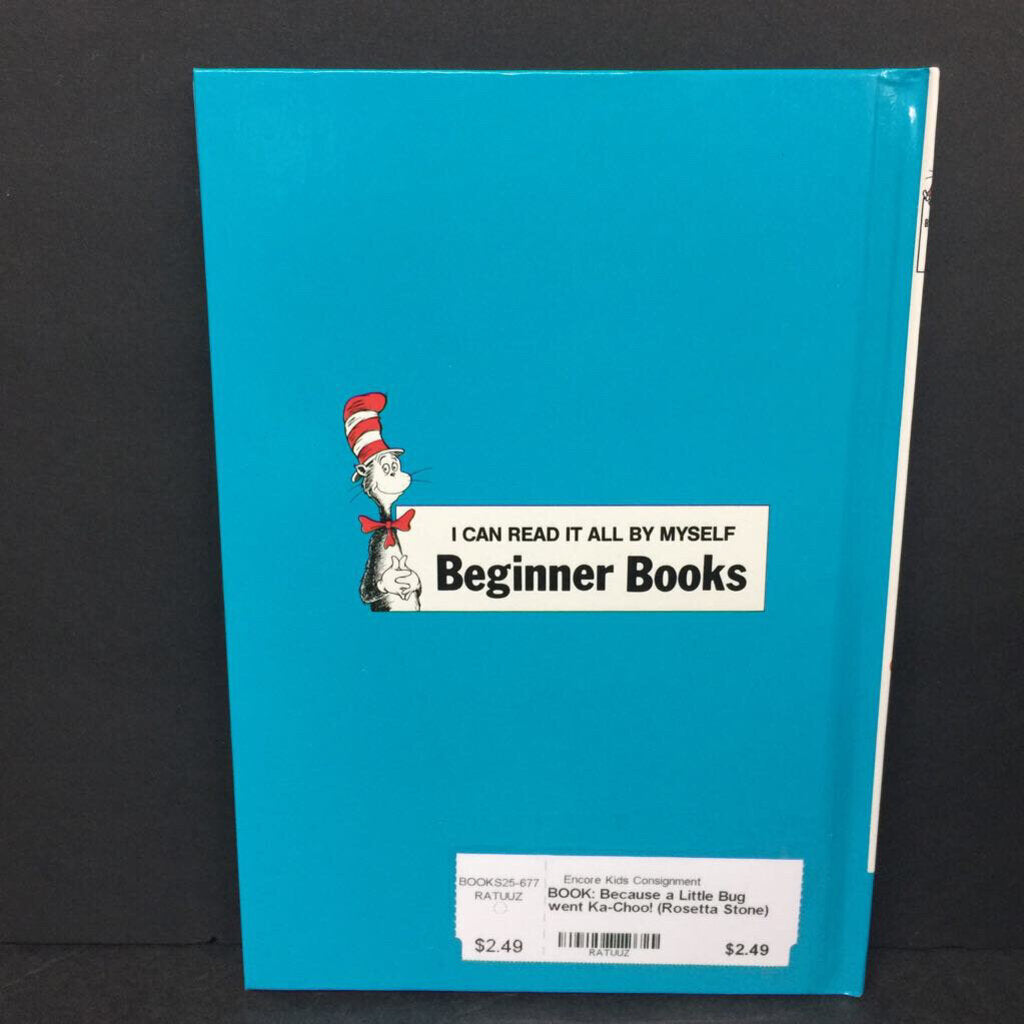 I CAN READ IT ALL BY MYSELF
Beginner Books
BOOKS25-677
RATUUZ
$2.49
Encore Kids Consignment
BOOK: Because a Little Bug
went Ka-Choo! (Rosetta Stone)
RATUUZ
$2.49